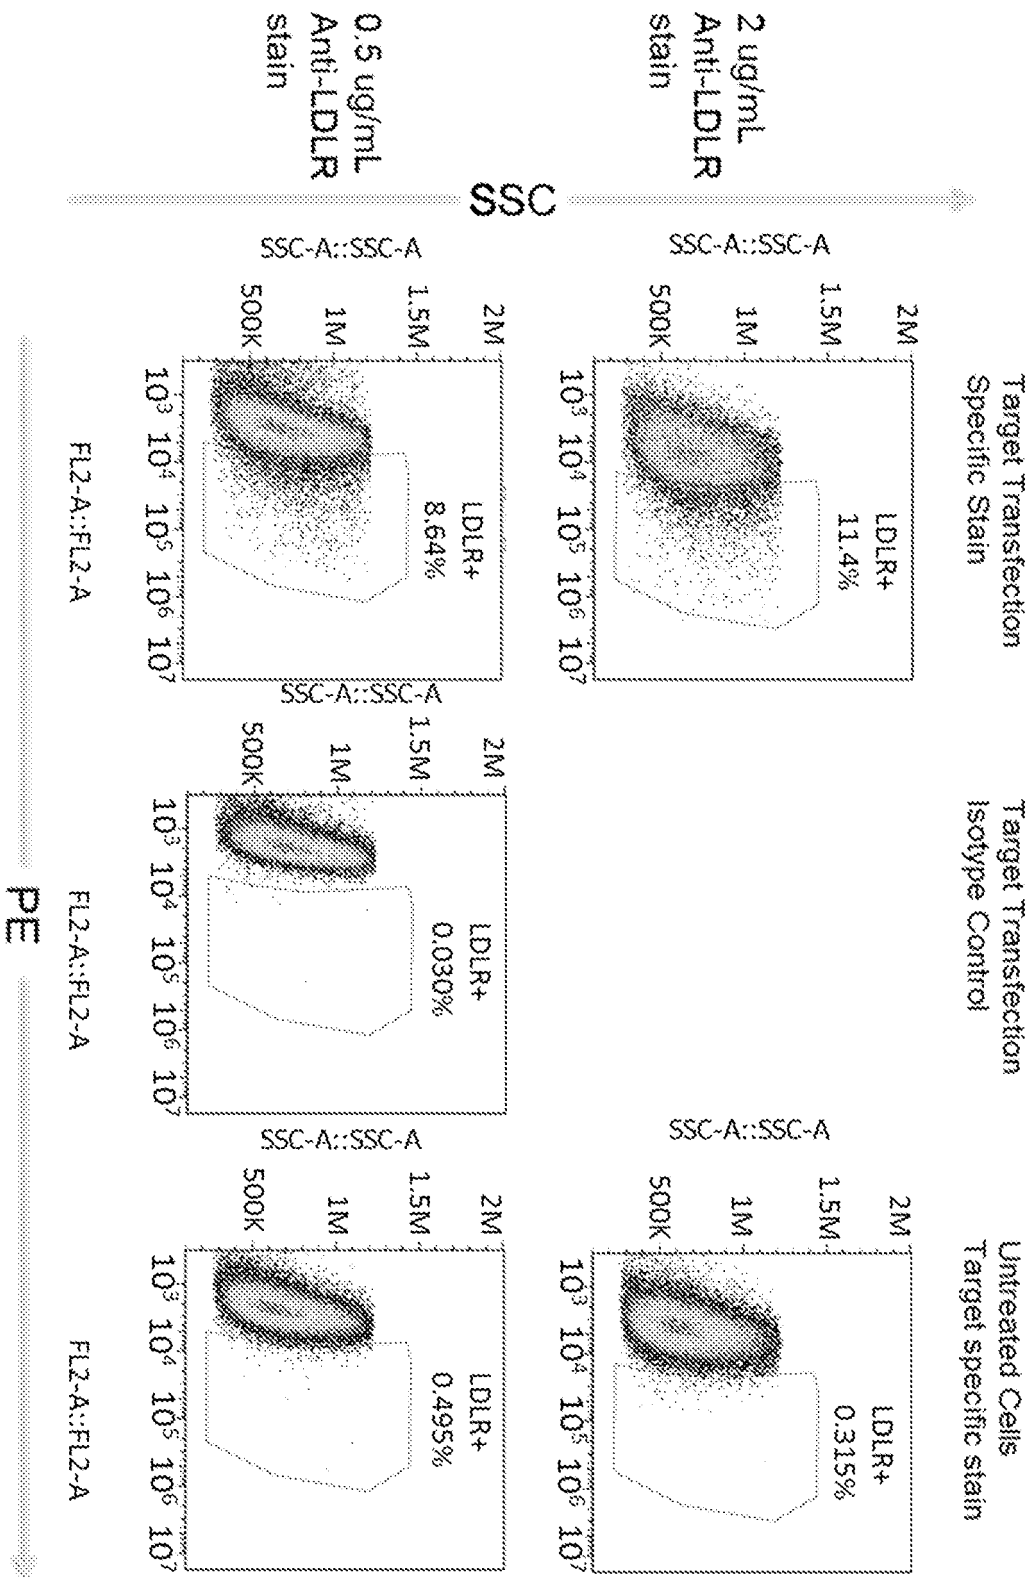 Target Transfection
Specific Stain
Target Transfection
Isotype Control
Untreated Cells
Target specific stain
2 ug/mL
Anti-LDLR
stain
SSC-A::SSC-A
2M
1.5M
1M
500K
LDLR+
11.4%
10³ 10⁴ 10⁵ 10⁶ 10⁷
SSC-A::SSC-A
2M
1.5M
1M
500K
LDLR+
0.315%
10³ 10⁴ 10⁵ 10⁶ 10⁷
SSC
0.5 ug/mL
Anti-LDLR
stain
SSC-A::SSC-A
2M
1.5M
1M
500K
LDLR+
8.64%
10³ 10⁴ 10⁵ 10⁶ 10⁷
FL2-A::FL2-A
SSC-A::SSC-A
2M
1.5M
1M
500K
LDLR+
0.030%
10³ 10⁴ 10⁵ 10⁶ 10⁷
FL2-A::FL2-A
SSC-A::SSC-A
2M
1.5M
1M
500K
LDLR+
0.495%
10³ 10⁴ 10⁵ 10⁶ 10⁷
FL2-A::FL2-A
PE